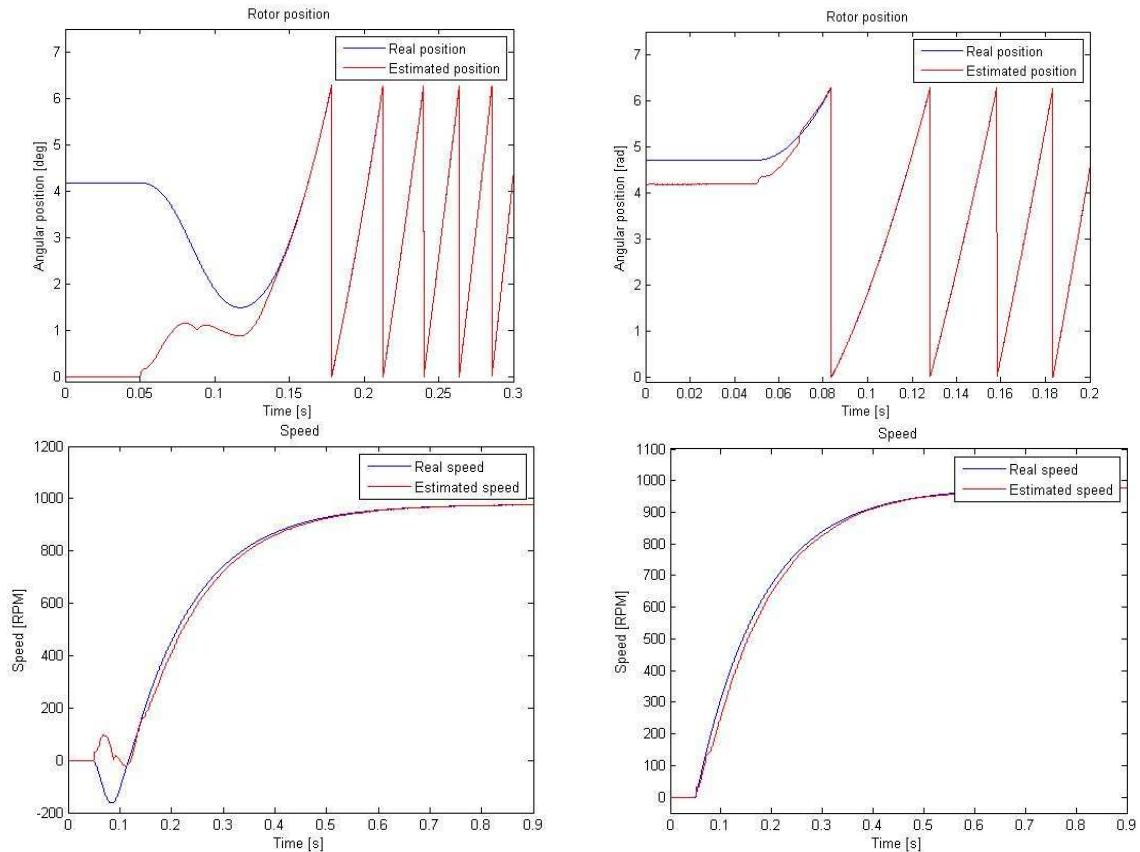 Rotor position
7
6
5
4
3
2
1
0
Angular position [deg]
Real position
Estimated position
0 0.05 0.1 0.15 0.2 0.25 0.3
Time [s]
Rotor position
7
6
5
4
3
2
1
0
Angular position [rad]
Real position
Estimated position
0 0.02 0.04 0.06 0.08 0.1 0.12 0.14 0.16 0.18 0.2
Time [s]
Speed
1200
1000
800
600
400
200
0
-200
Speed [RPM]
Real speed
Estimated speed
0 0.1 0.2 0.3 0.4 0.5 0.6 0.7 0.8 0.9
Time [s]
Speed
1100
1000
900
800
700
600
500
400
300
200
100
0
Speed [RPM]
Real speed
Estimated speed
0 0.1 0.2 0.3 0.4 0.5 0.6 0.7 0.8 0.9
Time [s]